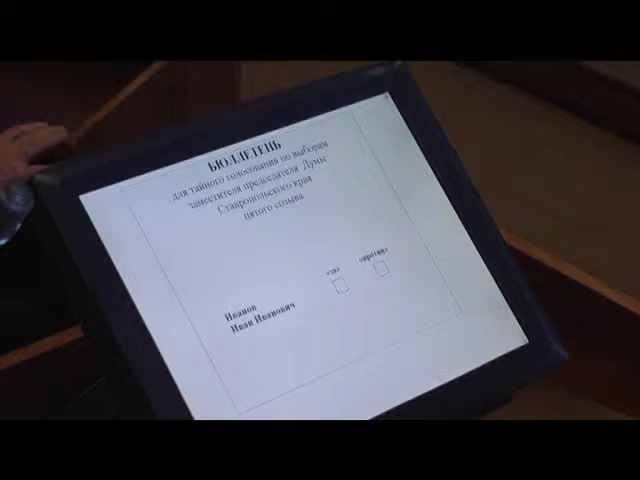 БЮЛЛЕТЕНЬ
для тайного голосования по выборам
заместителя председателя Думы
Ставропольского края
пятого созыва
«за» «против»
Иванов
Иван Иванович